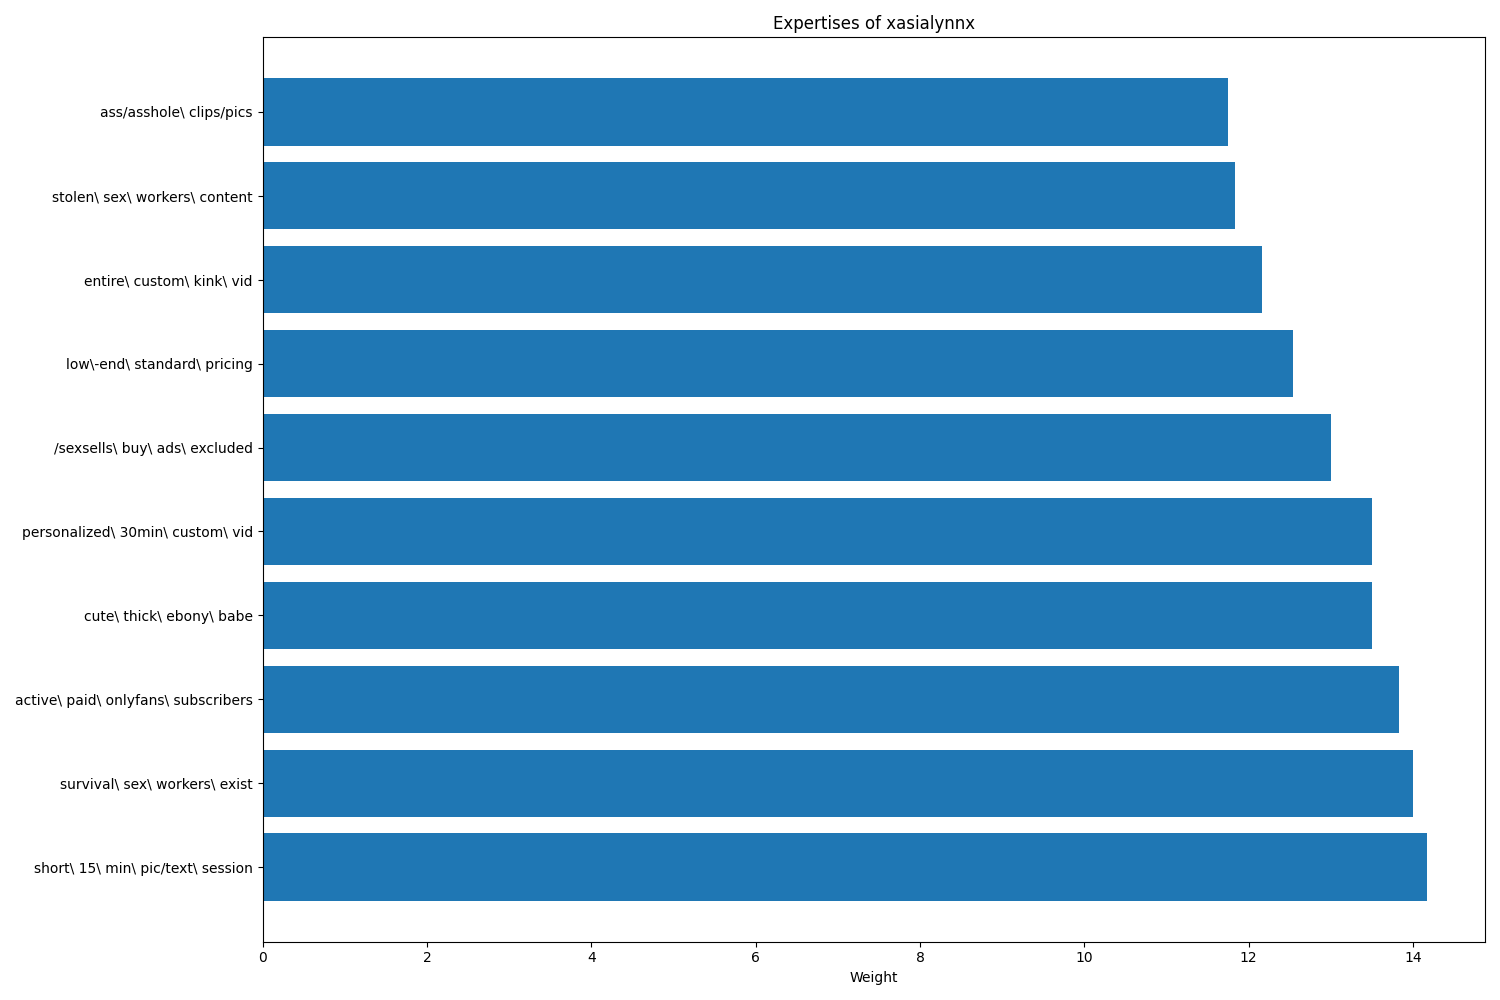 Expertises of xasialynnx
ass/asshole\ clips/pics
stolen\ sex\ workers\ content
entire\ custom\ kink\ vid
low\-end\ standard\ pricing
/sexsells\ buy\ ads\ excluded
personalized\ 30min\ custom\ vid
cute\ thick\ ebony\ babe
active\ paid\ onlyfans\ subscribers
survival\ sex\ workers\ exist
short\ 15\ min\ pic/text\ session
0 2 4 6 8 10 12 14
Weight